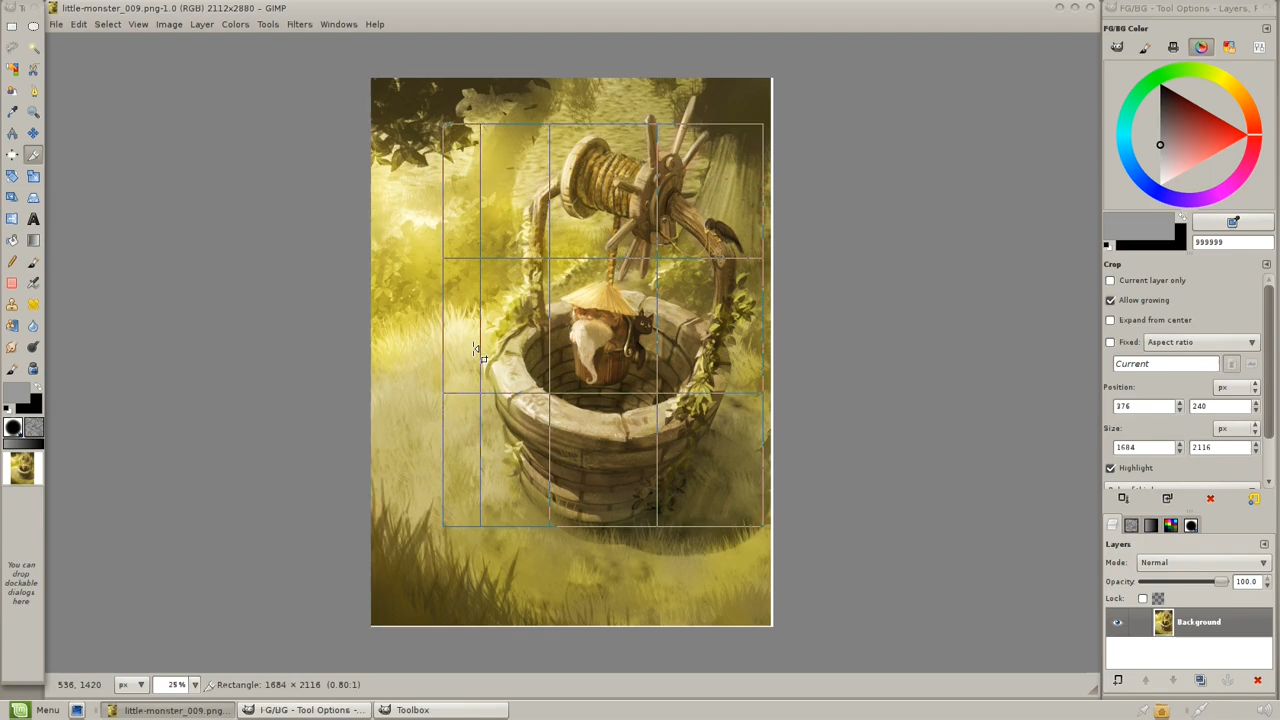 little-monster_009.png-1.0 (RGB) 2112x2880 – GIMP
FG/BG - Tool Options - Layers,
File Edit Select View Image Layer Colors Tools Filters Windows Help
FG/BG Color
999999
Crop
Current layer only
Allow growing
Expand from center
Fixed: Aspect ratio
Current
Position: px
376 240
Size: px
1684 2116
Highlight
Layers
Mode: Normal
Opacity 100.0
Lock:
Background
You can
drop
dockable
dialogs
here
536, 1420 px 25% Rectangle: 1684 × 2116 (0.80:1)
Menu little-monster_009.png... FG/BG - Tool Options -... Toolbox